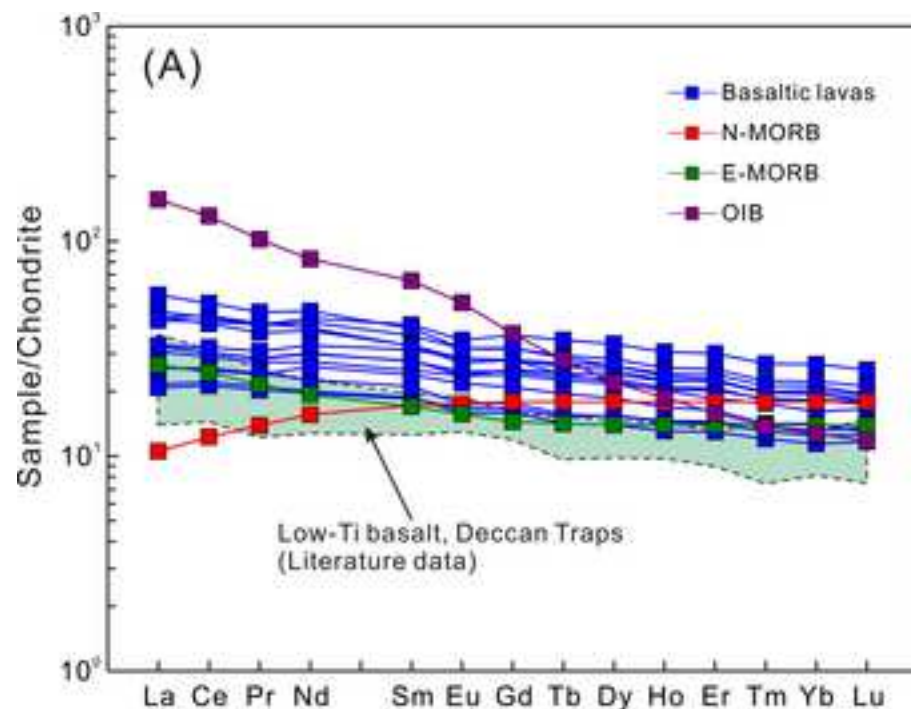 10³
(A)
Basaltic lavas
N-MORB
E-MORB
OIB
10²
Sample/Chondrite
10¹
Low-Ti basalt, Deccan Traps
(Literature data)
10⁰
La Ce Pr Nd Sm Eu Gd Tb Dy Ho Er Tm Yb Lu